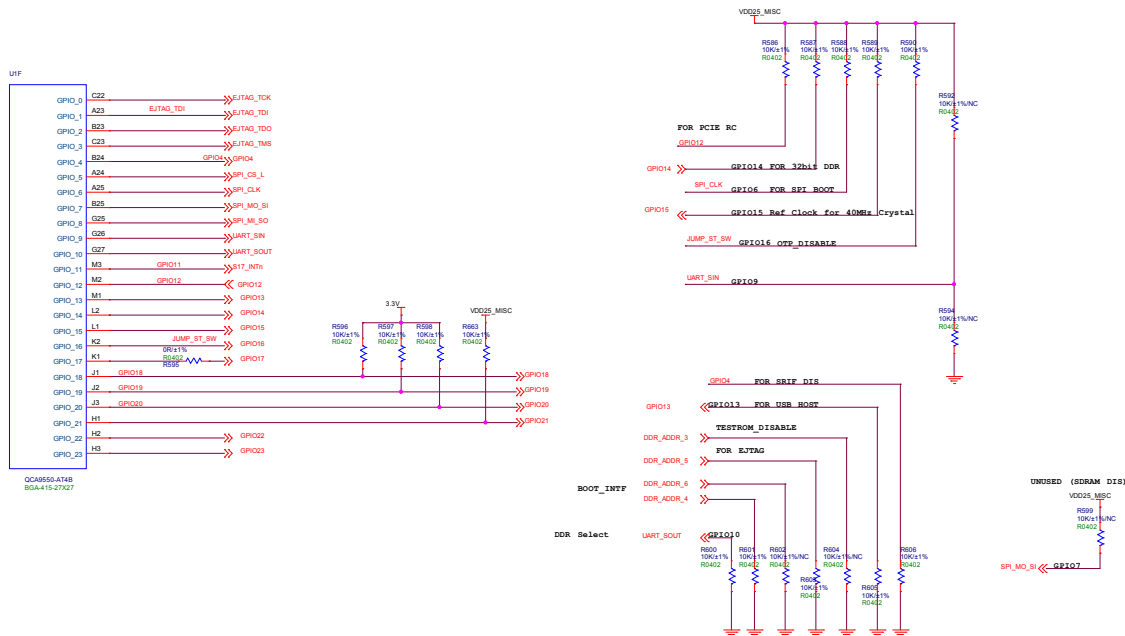 U1F
GPIO_0 C22 EJTAG_TCK
GPIO_1 A23 EJTAG_TDI EJTAG_TDI
GPIO_2 B23 EJTAG_TDO
GPIO_3 C23 EJTAG_TMS
GPIO_4 B24 GPIO4 GPIO4
GPIO_5 A24 SPI_CS_L
GPIO_6 A25 SPI_CLK
GPIO_7 B25 SPI_MO_SI
GPIO_8 G25 SPI_MI_SO
GPIO_9 G26 UART_SIN
GPIO_10 G27 UART_SOUT
GPIO_11 M3 GPIO11 S17_INTn
GPIO_12 M2 GPIO12 GPIO12
GPIO_13 M1 GPIO13
GPIO_14 L2 GPIO14
GPIO_15 L1 GPIO15
GPIO_16 K2 JUMP_ST_SW GPIO16
GPIO_17 K1 GPIO17
0R/±1%
R0402
R595
GPIO_18 J1 GPIO18 GPIO18
GPIO_19 J2 GPIO19 GPIO19
GPIO_20 J3 GPIO20 GPIO20
GPIO_21 H1 GPIO21
GPIO_22 H2 GPIO22
GPIO_23 H3 GPIO23
QCA9550-AT4B
BGA-415-27X27
3.3V
VDD25_MISC
R596
10K/±1%
R0402
R597
10K/±1%
R0402
R598
10K/±1%
R0402
R663
10K/±1%
R0402
VDD25_MISC
R586
10K/±1%
R0402
R587
10K/±1%
R0402
R588
10K/±1%
R0402
R589
10K/±1%
R0402
R590
10K/±1%
R0402
R592
10K/±1%/NC
R0402
FOR PCIE RC
GPIO12
GPIO14 GPIO14 FOR 32bit DDR
SPI_CLK GPIO6 FOR SPI BOOT
GPIO15 GPIO15 Ref Clock for 40MHz Crystal
JUMP_ST_SW GPIO16 OTP_DISABLE
UART_SIN GPIO9
R594
10K/±1%/NC
R0402
GPIO4 FOR SRIF DIS
GPIO13 GPIO13 FOR USB HOST
TESTROM_DISABLE
DDR_ADDR_3
FOR EJTAG
DDR_ADDR_5
BOOT_INTF
DDR_ADDR_6
DDR_ADDR_4
DDR Select UART_SOUT GPIO10
R600
10K/±1%
R0402
R601
10K/±1%
R0402
R602
10K/±1%/NC
R0402
10K/±1%
R0402
R604
10K/±1%/NC
R0402
10K/±1%
R0402
R606
10K/±1%
R0402
UNUSED (SDRAM DIS)
VDD25_MISC
R599
10K/±1%/NC
R0402
SPI_MO_SI GPIO7